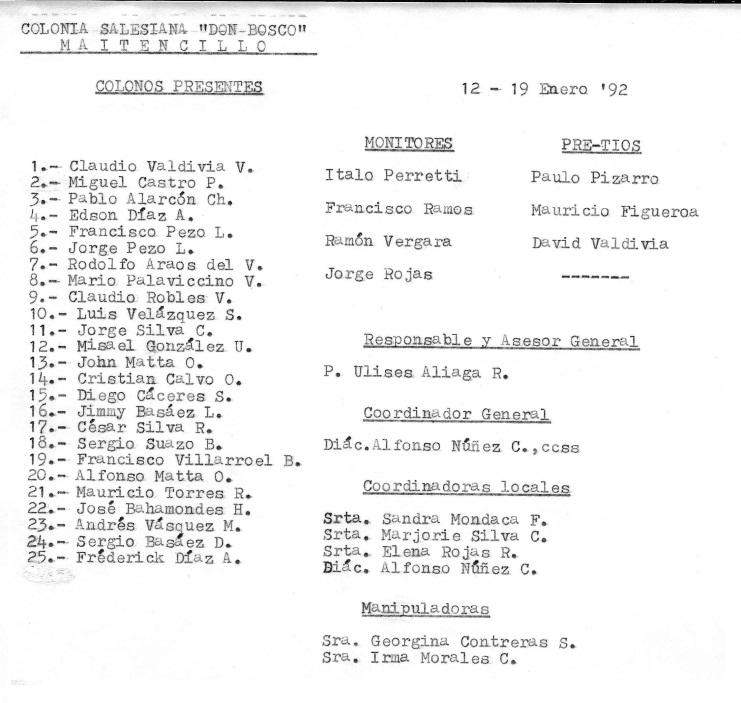 COLONIA SALESIANA "DON-BOSCO"
M A I T E N C I L L O
COLONOS PRESENTES
12 - 19 Enero '92
1.- Claudio Valdivia V.
2.- Miguel Castro P.
3.- Pablo Alarcón Ch.
4.- Edson Díaz A.
5.- Francisco Pezo L.
6.- Jorge Pezo L.
7.- Rodolfo Araos del V.
8.- Mario Palaviccino V.
9.- Claudio Robles V.
10.- Luis Velázquez S.
11.- Jorge Silva C.
12.- Misael González U.
13.- John Matta O.
14.- Cristian Calvo O.
15.- Diego Cáceres S.
16.- Jimmy Basáez L.
17.- César Silva R.
18.- Sergio Suazo B.
19.- Francisco Villarroel B.
20.- Alfonso Matta O.
21.- Mauricio Torres R.
22.- José Bahamondes H.
23.- Andrés Vásquez M.
24.- Sergio Basáez D.
25.- Fréderick Díaz A.
MONITORES
Italo Perretti
Francisco Ramos
Ramón Vergara
Jorge Rojas
PRE-TIOS
Paulo Pizarro
Mauricio Figueroa
David Valdivia
-------
Responsable y Asesor General
P. Ulises Aliaga R.
Coordinador General
Diác.Alfonso Núñez C.,ccss
Coordinadoras locales
Srta. Sandra Mondaca F.
Srta. Marjorie Silva C.
Srta. Elena Rojas R.
Diác. Alfonso Núñez C.
Manipuladoras
Sra. Georgina Contreras S.
Sra. Irma Morales C.